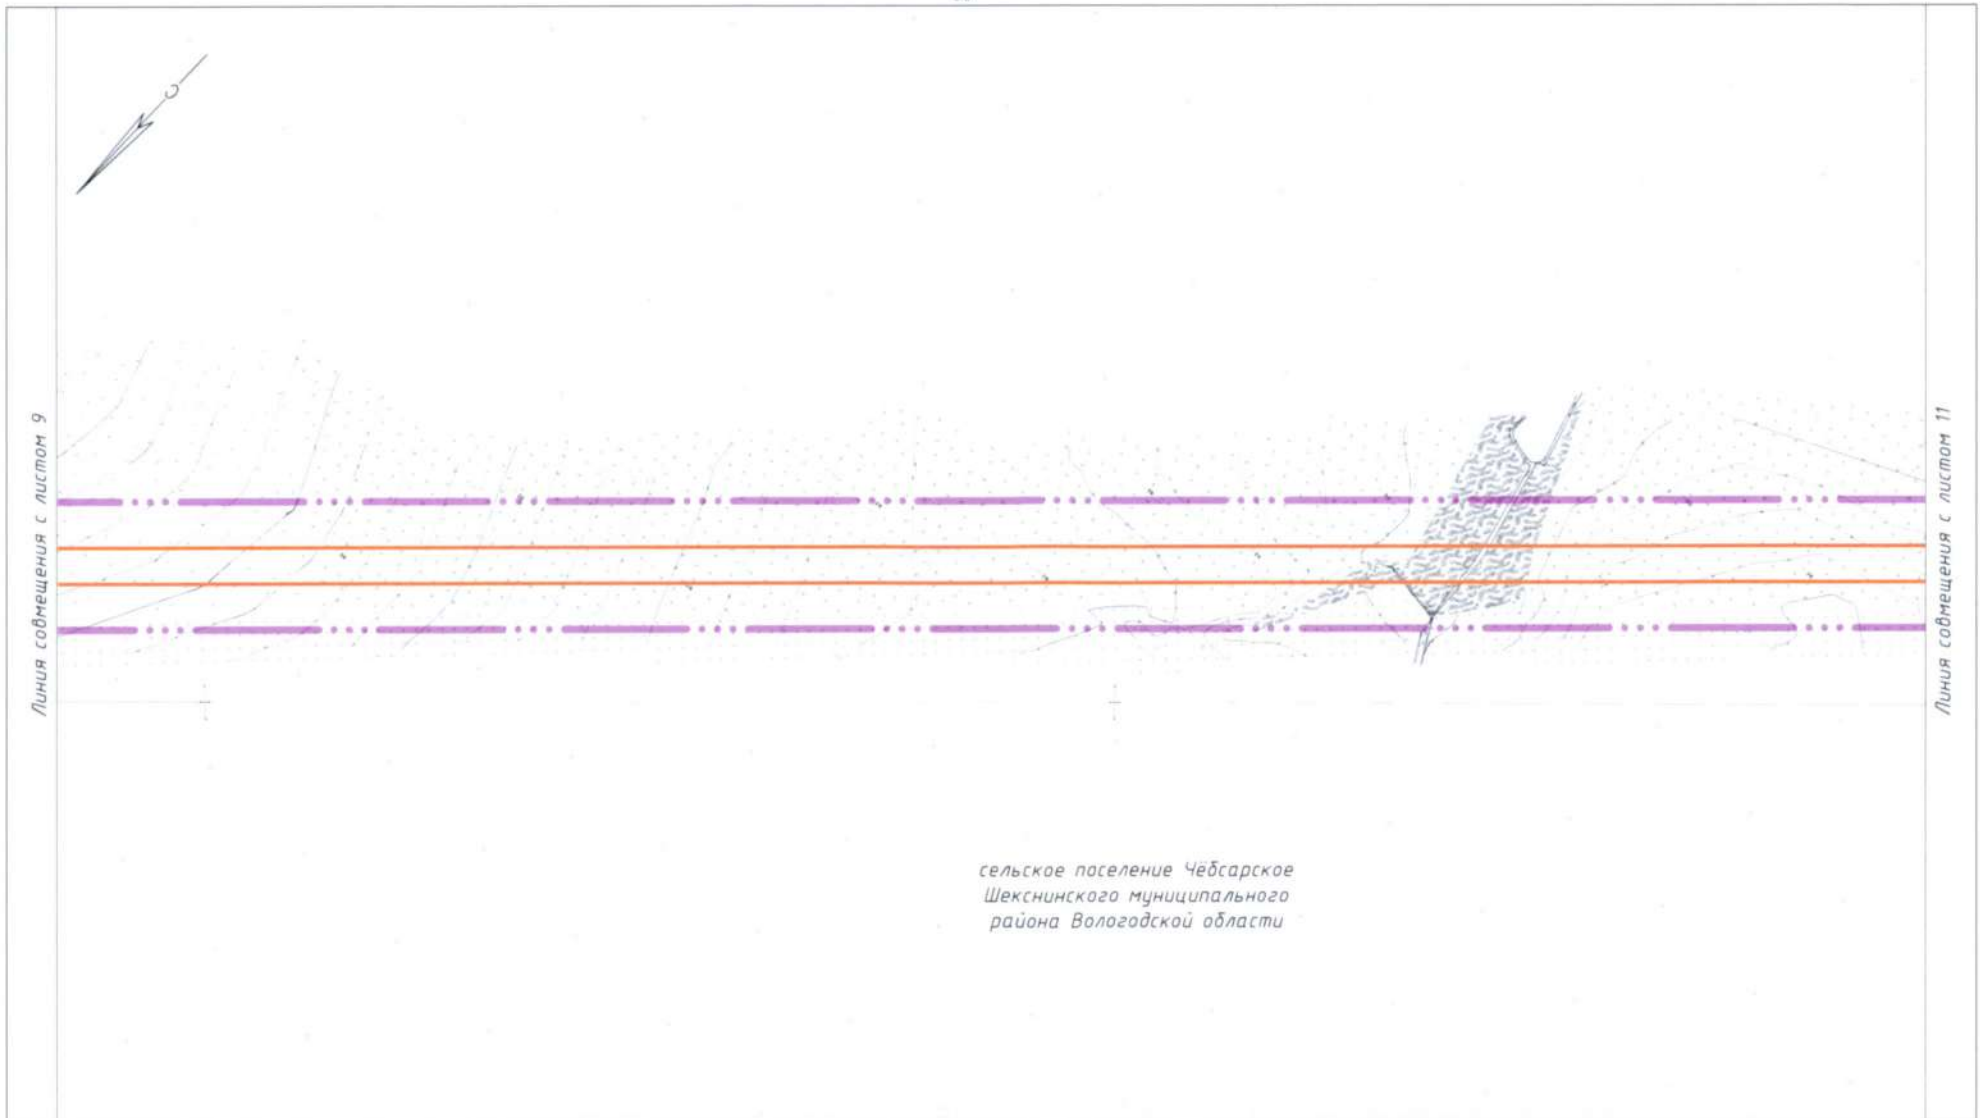 С
Линия совмещения с листом 9
Линия совмещения с листом 11
сельское поселение Чёбсарское
Шекснинского муниципального
района Вологодской области